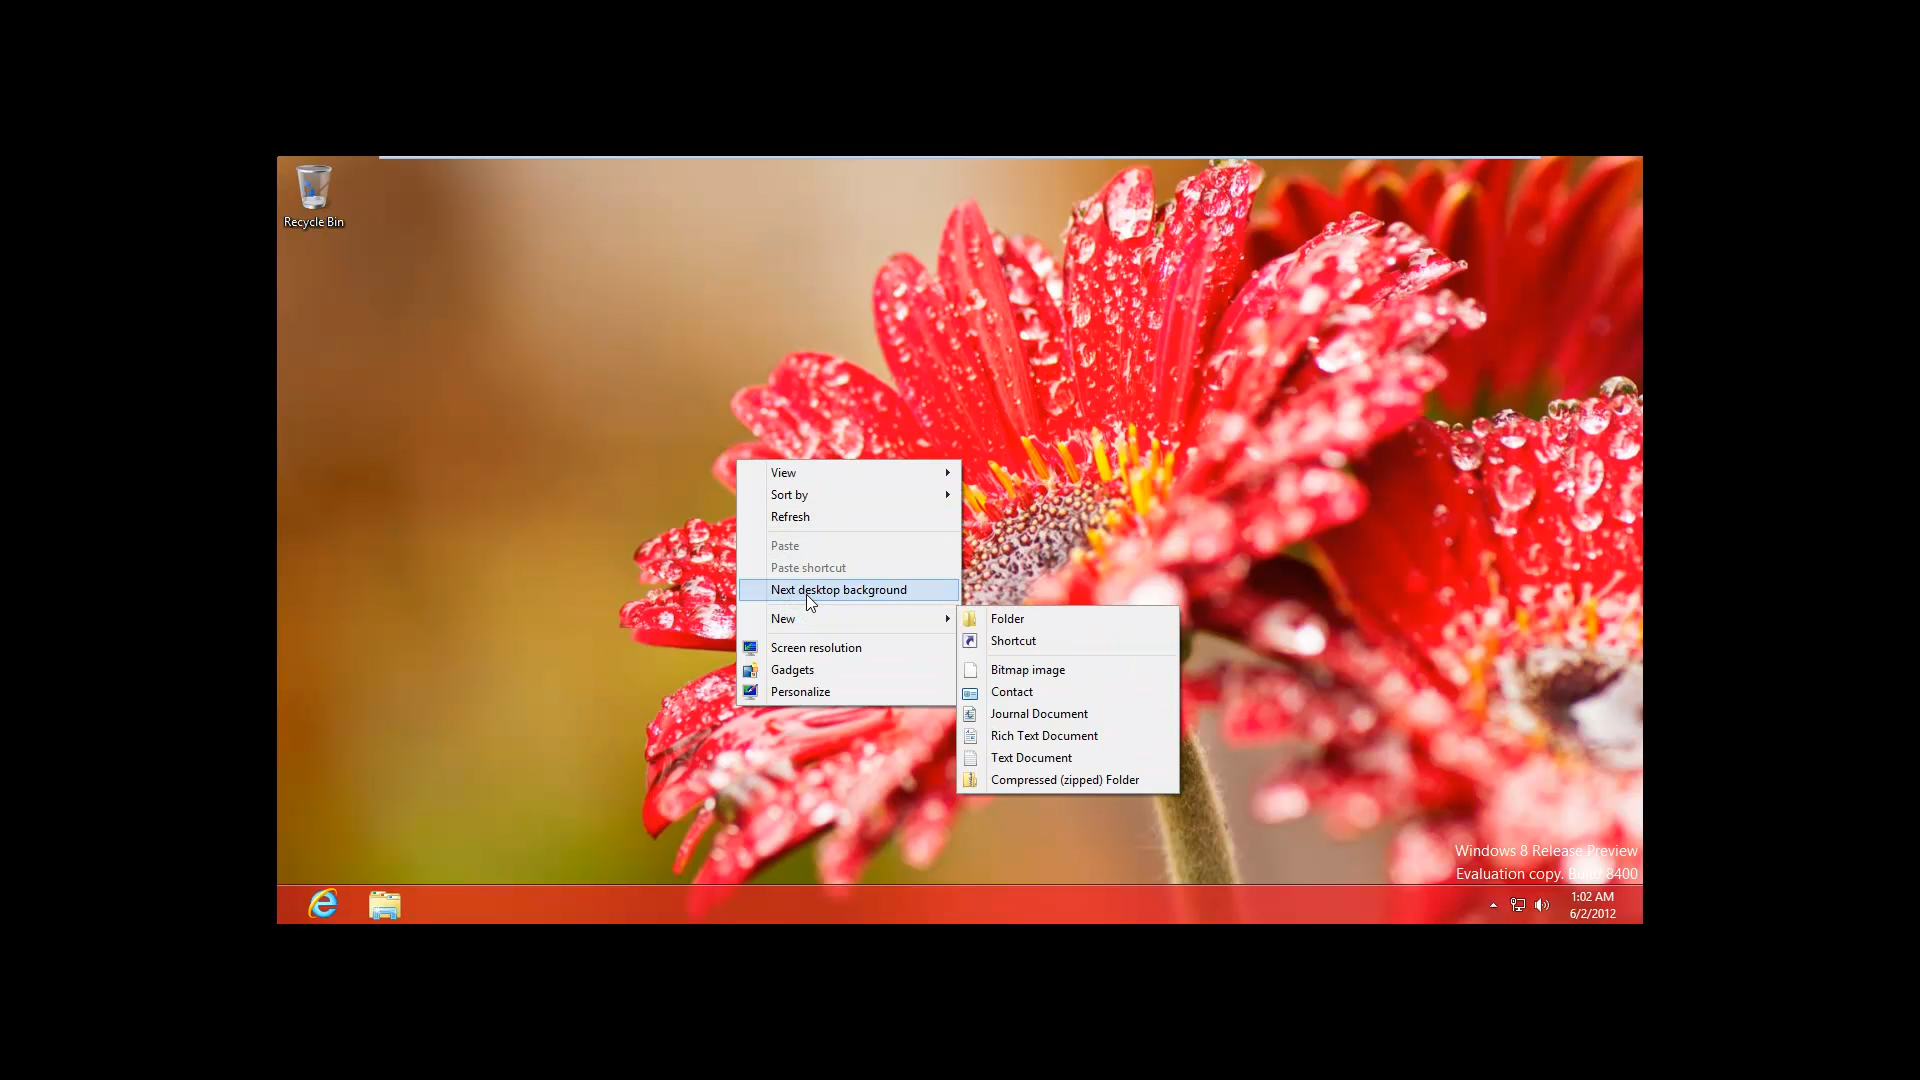 Recycle Bin
View
Sort by
Refresh
Paste
Paste shortcut
Next desktop background
New
Screen resolution
Gadgets
Personalize
Folder
Shortcut
Bitmap image
Contact
Journal Document
Rich Text Document
Text Document
Compressed (zipped) Folder
Windows 8 Release Preview
Evaluation copy. Build 8400
1:02 AM
6/2/2012